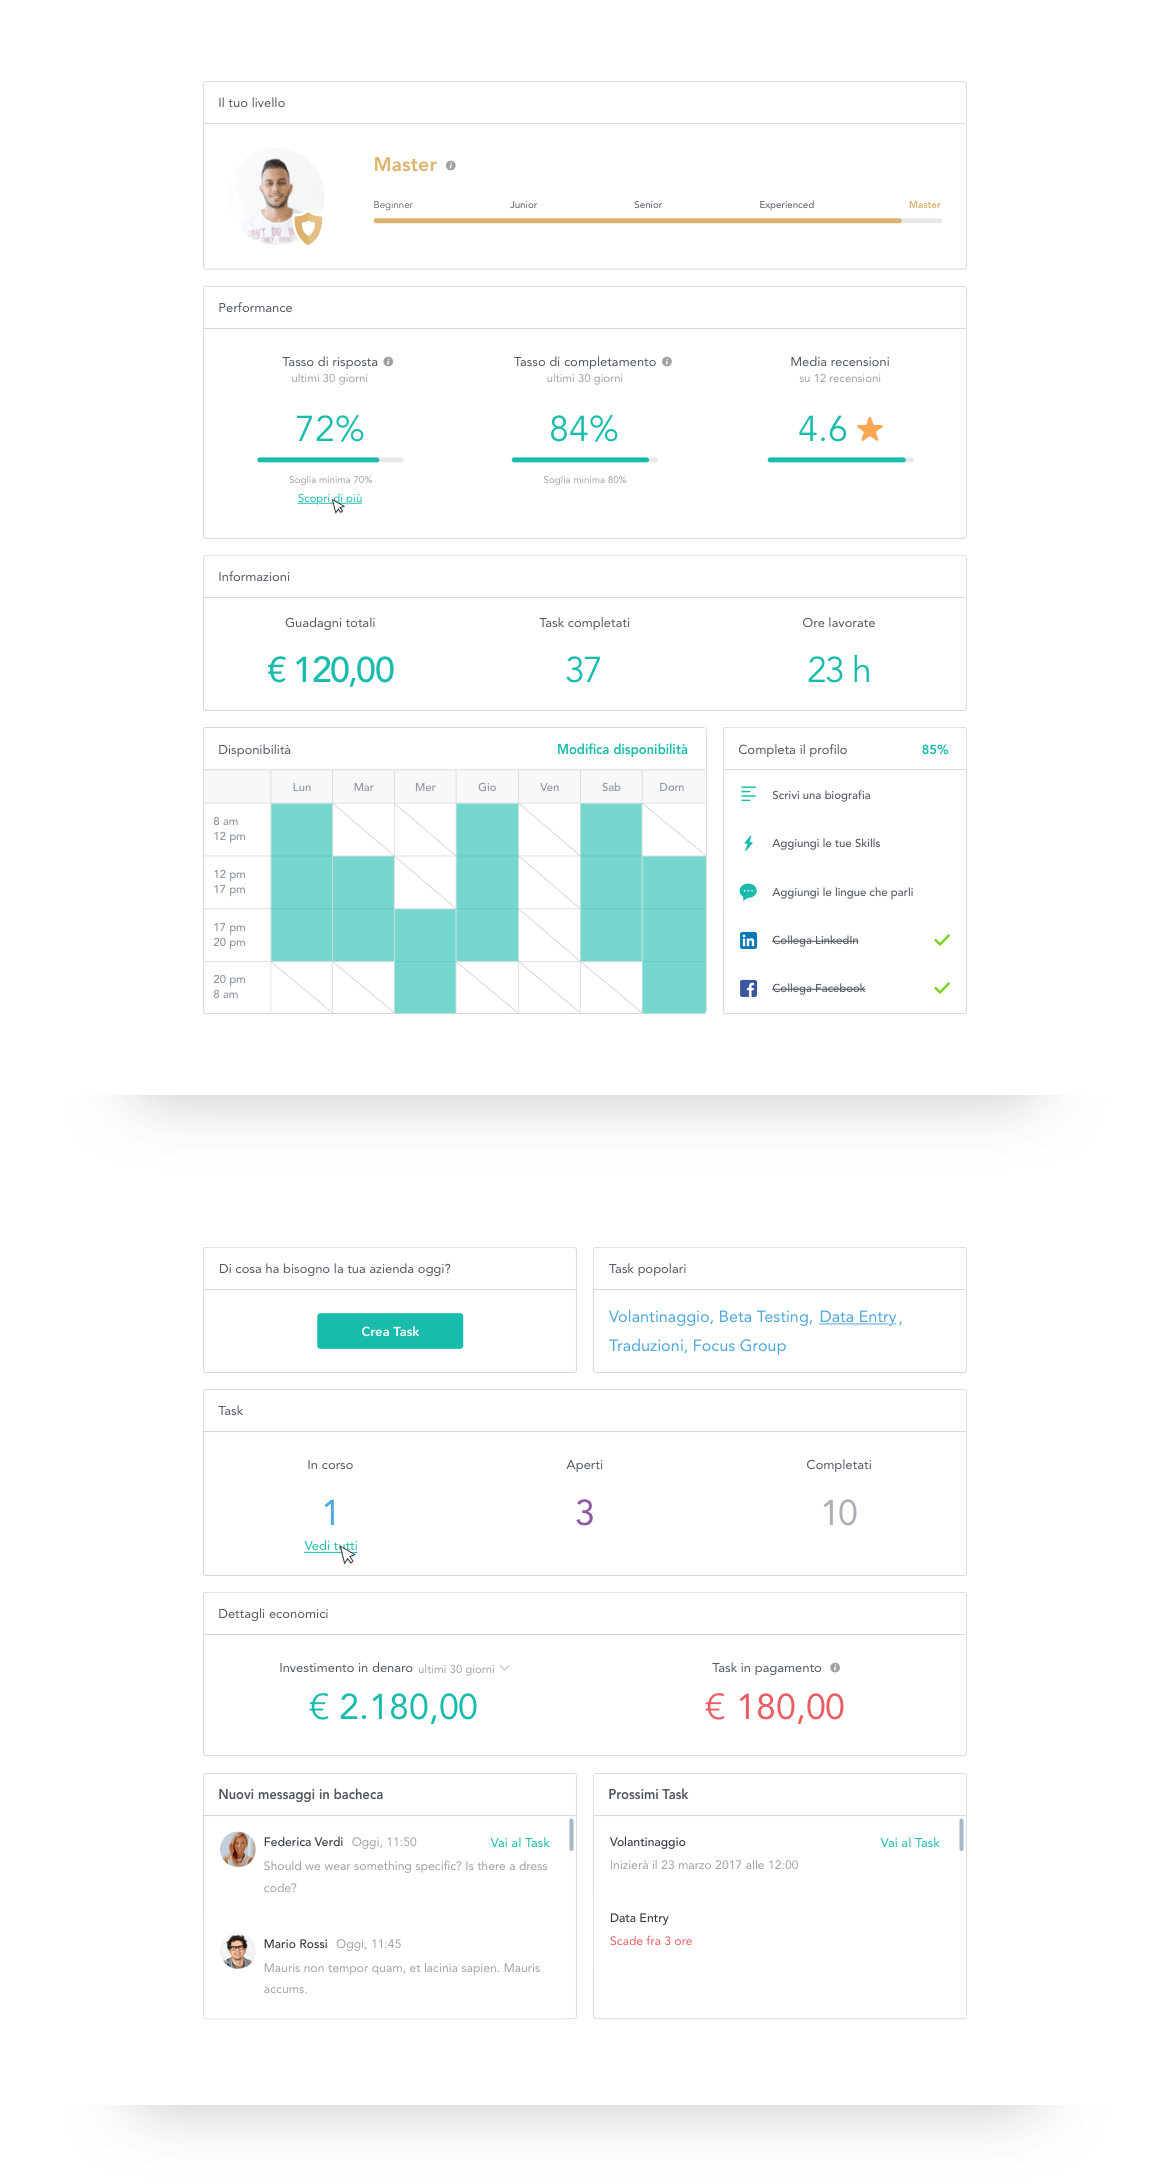 Il tuo livello
Master
Beginner Junior Senior Experienced Master
Performance
Tasso di risposta
ultimi 30 giorni
72%
Soglia minima 70%
Scopri di più
Tasso di completamento
ultimi 30 giorni
84%
Soglia minima 80%
Media recensioni
su 12 recensioni
4.6
Informazioni
Guadagni totali
€ 120,00
Task completati
37
Ore lavorate
23 h
Disponibilità
Modifica disponibilità
Lun Mar Mer Gio Ven Sab Dom
8 am
12 pm
12 pm
17 pm
17 pm
20 pm
20 pm
8 am
Completa il profilo
85%
Scrivi una biografia
Aggiungi le tue Skills
Aggiungi le lingue che parli
in
Collega LinkedIn
f
Collega Facebook
Di cosa ha bisogno la tua azienda oggi?
Crea Task
Task popolari
Volantinaggio, Beta Testing, Data Entry,
Traduzioni, Focus Group
Task
In corso
1
Vedi tutti
Aperti
3
Completati
10
Dettagli economici
Investimento in denaro ultimi 30 giorni
€ 2.180,00
Task in pagamento
€ 180,00
Nuovi messaggi in bacheca
Federica Verdi Oggi, 11:50 Vai al Task
Should we wear something specific? Is there a dress
code?
Mario Rossi Oggi, 11:45
Mauris non tempor quam, et lacinia sapien. Mauris
accums.
Prossimi Task
Volantinaggio Vai al Task
Inizierà il 23 marzo 2017 alle 12:00
Data Entry
Scade fra 3 ore